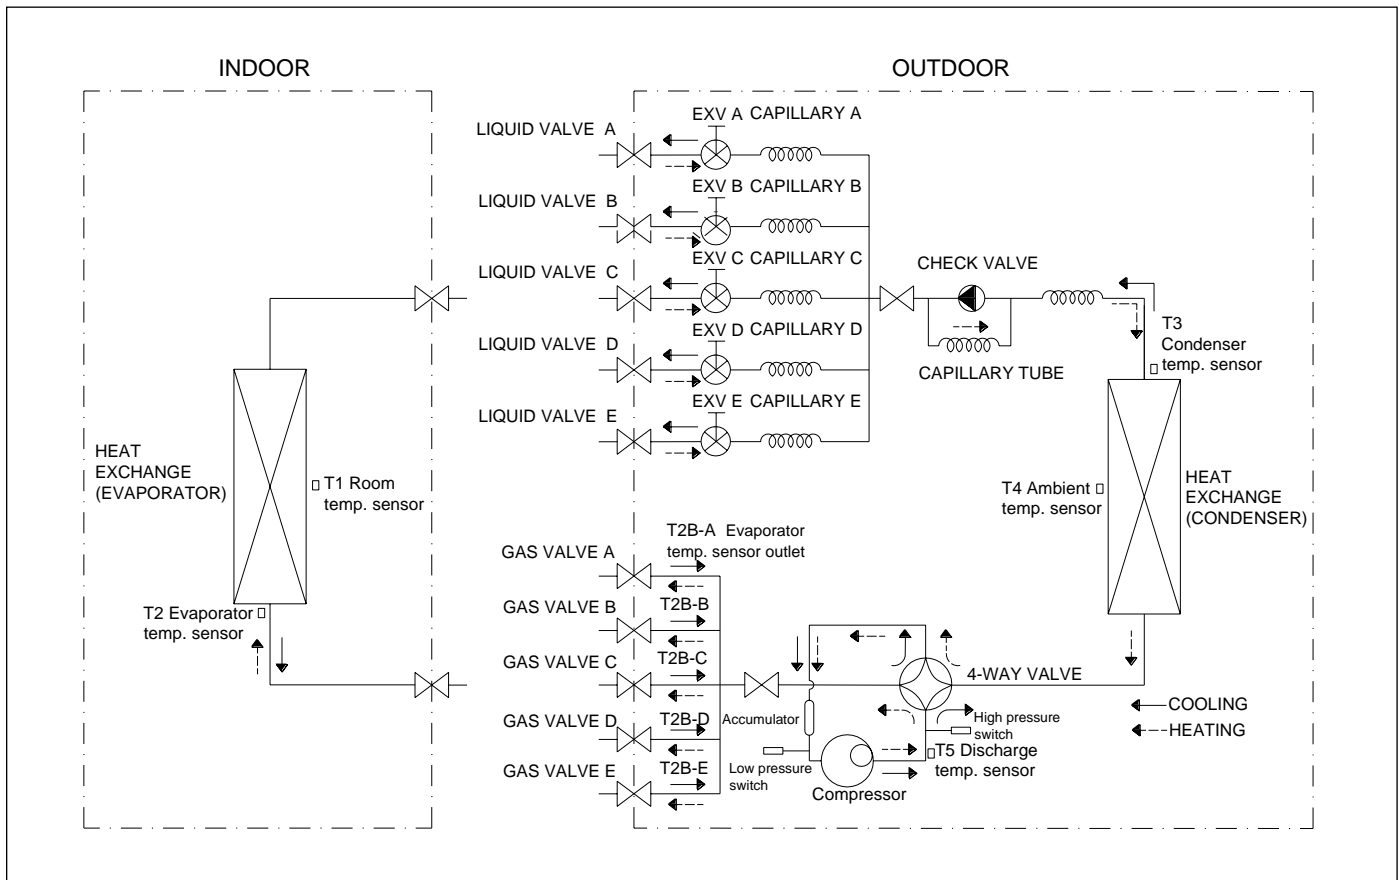 INDOOR
OUTDOOR
LIQUID VALVE A
EXV A CAPILLARY A
LIQUID VALVE B
EXV B CAPILLARY B
LIQUID VALVE C
EXV C CAPILLARY C
LIQUID VALVE D
EXV D CAPILLARY D
LIQUID VALVE E
EXV E CAPILLARY E
CHECK VALVE
CAPILLARY TUBE
T3
Condenser
temp. sensor
HEAT
EXCHANGE
(EVAPORATOR)
T1 Room
temp. sensor
T2 Evaporator
temp. sensor
T4 Ambient
temp. sensor
HEAT
EXCHANGE
(CONDENSER)
T2B-A Evaporator
temp. sensor outlet
GAS VALVE A
GAS VALVE B
T2B-B
GAS VALVE C
T2B-C
GAS VALVE D
T2B-D
GAS VALVE E
T2B-E
4-WAY VALVE
Accumulator
High pressure
switch
T5 Discharge
temp. sensor
Low pressure
switch
Compressor
COOLING
HEATING